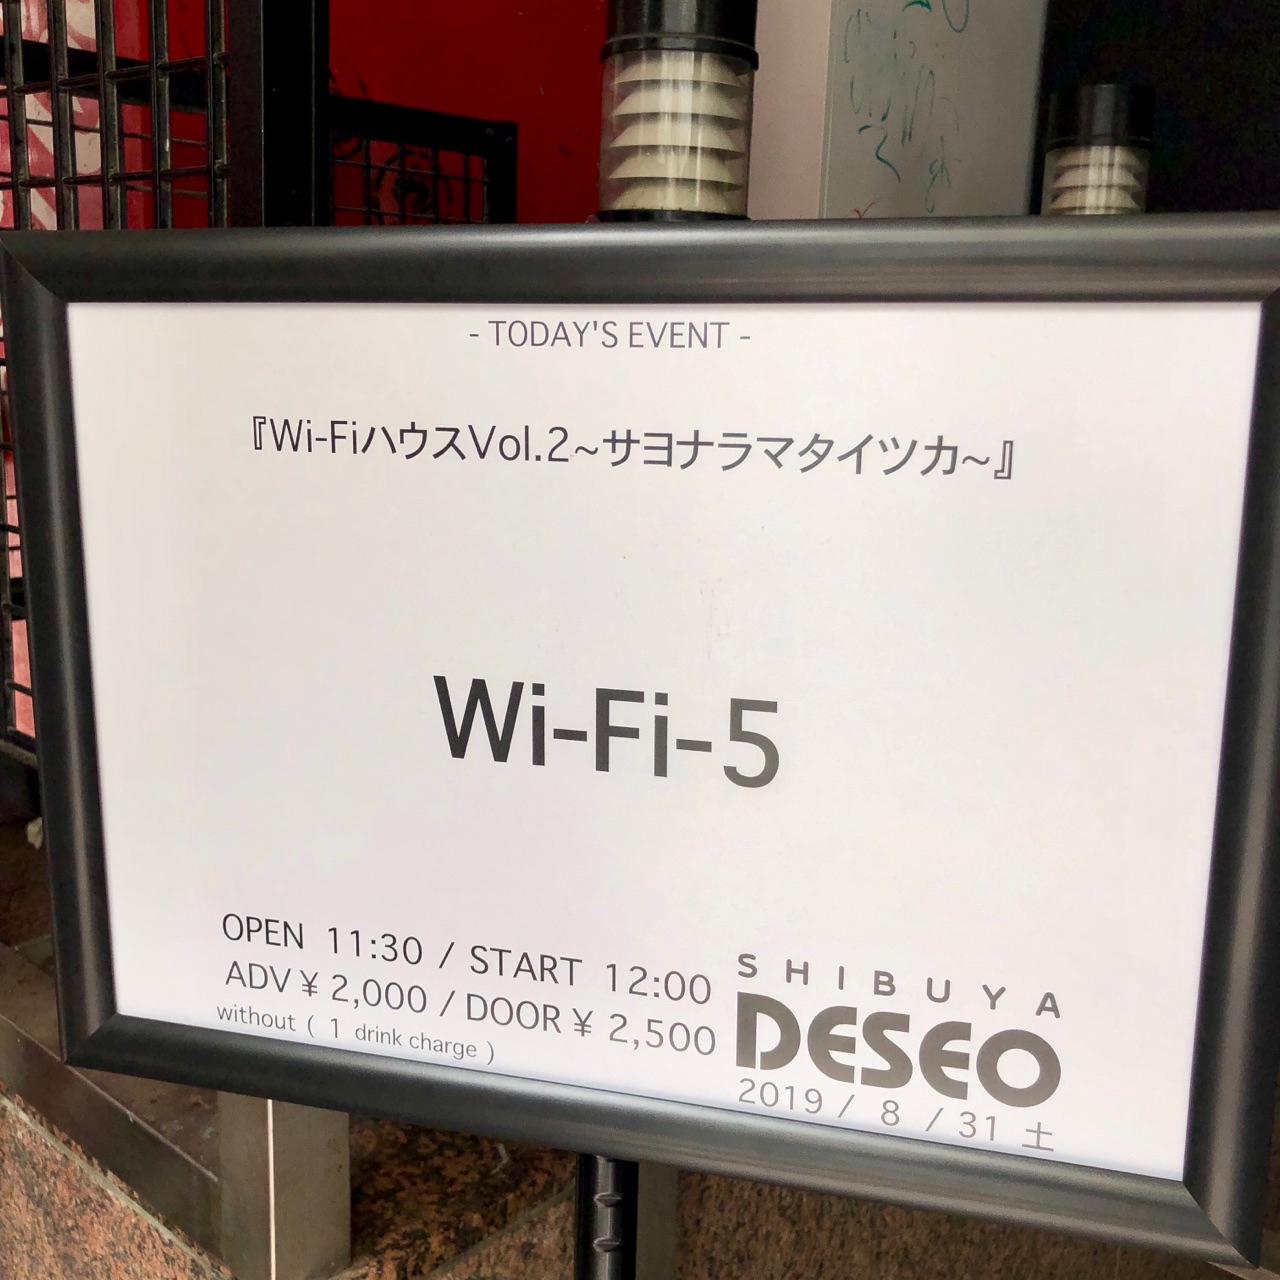 - TODAY'S EVENT -
『Wi-FiハウスVol.2~サヨナラマタイツカ~』
Wi-Fi-5
OPEN 11:30 / START 12:00
ADV ¥ 2,000 / DOOR ¥ 2,500
without ( 1 drink charge )
SHIBUYA
DESEO
2019 / 8 / 31 土